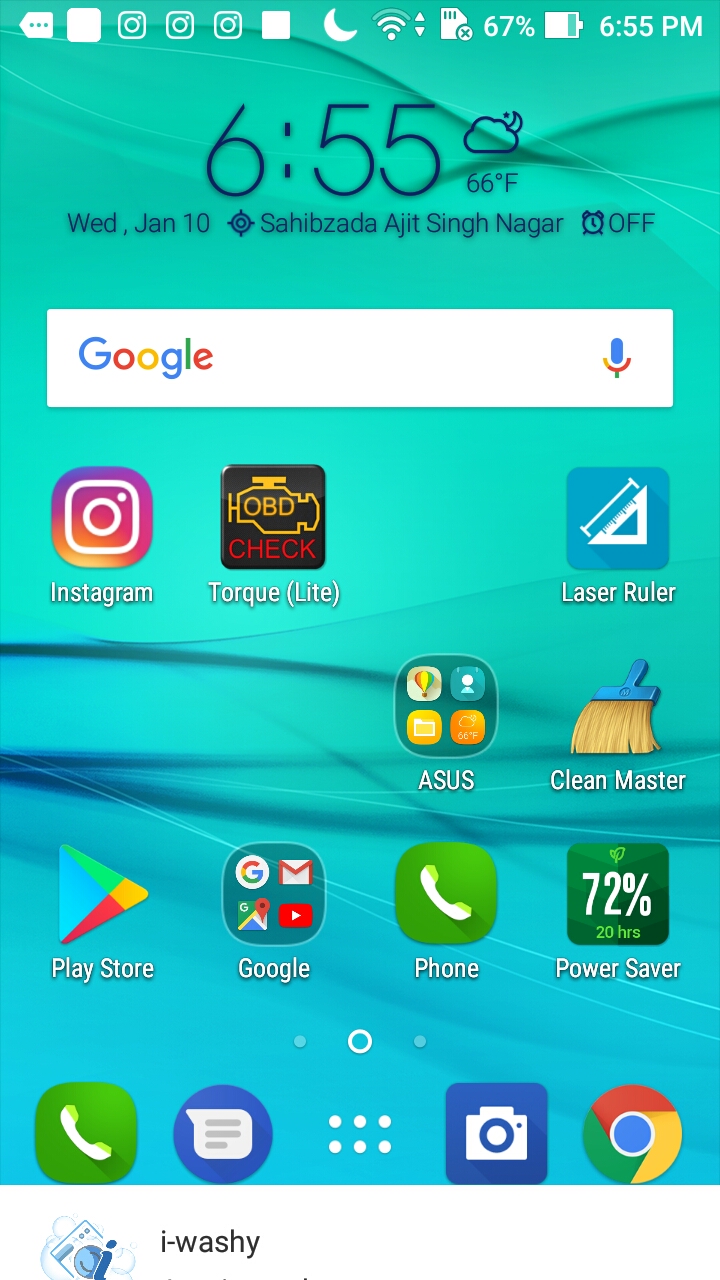 67% 6:55 PM
6:55
66°F
Wed , Jan 10 Sahibzada Ajit Singh Nagar OFF
Google
OBD
CHECK
Instagram Torque (Lite) Laser Ruler
66°F
ASUS Clean Master
72%
20 hrs
Play Store Google Phone Power Saver
i-washy